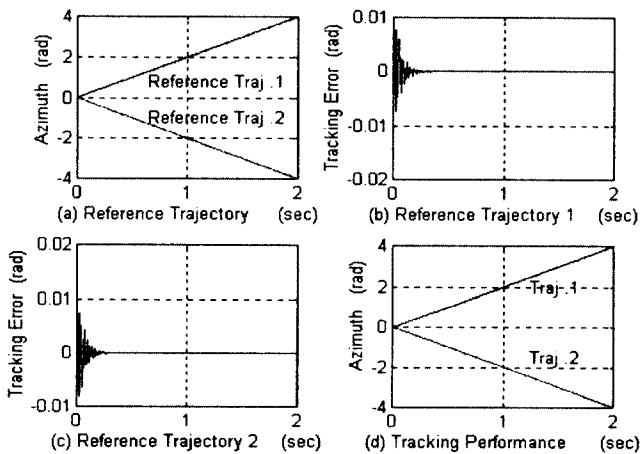 4
2
0
-2
-4
Azimuth (rad)
Reference Traj .1
Reference Traj .2
0 1 2
(a) Reference Trajectory (sec)
0.01
0
-0.01
-0.02
Tracking Error (rad)
0 1 2
(b) Reference Trajectory 1 (sec)
0.02
0.01
0
-0.01
Tracking Error (rad)
0 1 2
(c) Reference Trajectory 2 (sec)
4
2
0
-2
-4
Azimuth (rad)
Traj .1
Traj .2
0 1 2
(d) Tracking Performance (sec)